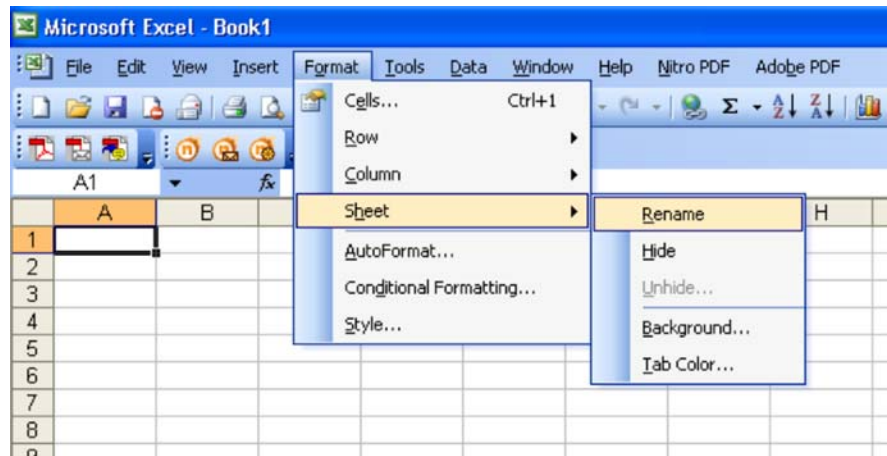 Microsoft Excel - Book1
File Edit View Insert Format Tools Data Window Help Nitro PDF Adobe PDF
Cells... Ctrl+1
Row
Column
Sheet
AutoFormat...
Conditional Formatting...
Style...
Rename
Hide
Unhide...
Background...
Tab Color...
Σ A Z Z A
A1 fx
A B H
1
2
3
4
5
6
7
8